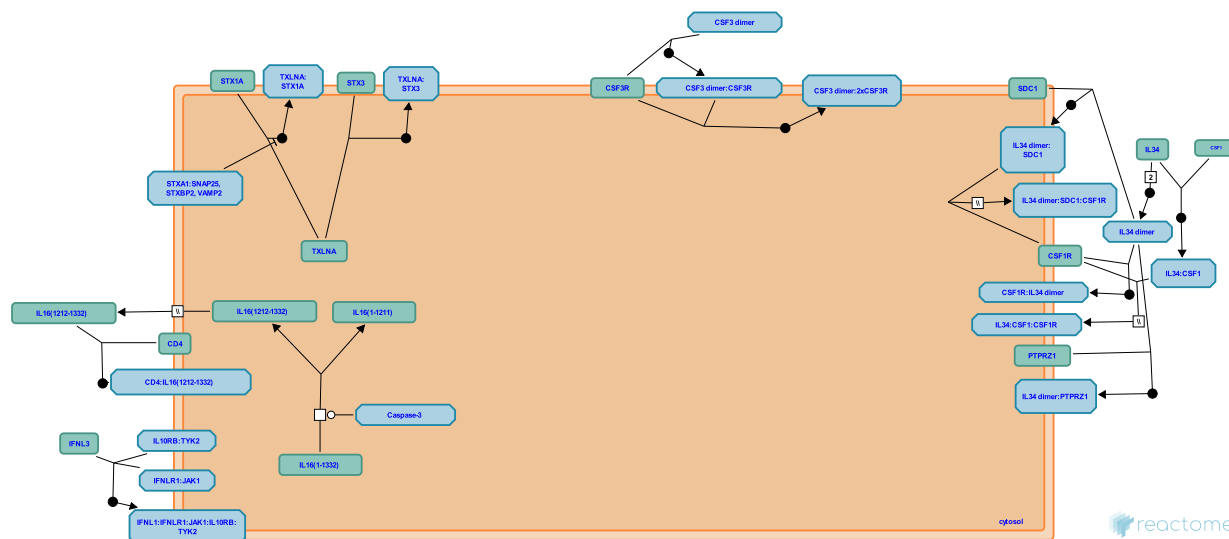 CSF3 dimer
STX1A
TXLNA:
STX1A
STX3
TXLNA:
STX3
CSF3R
CSF3 dimer:CSF3R
CSF3 dimer:2xCSF3R
SDC1
IL34 dimer:
SDC1
IL34
CSF1
2
STXA1:SNAP25,
STXBP2, VAMP2
\\
IL34 dimer:SDC1:CSF1R
IL34 dimer
TXLNA
CSF1R
IL34:CSF1
CSF1R:IL34 dimer
IL16(1212-1332)
\\
IL16(1212-1332)
IL16(1-1211)
IL34:CSF1:CSF1R
\\
CD4
PTPRZ1
CD4:IL16(1212-1332)
IL34 dimer:PTPRZ1
Caspase-3
IFNL3
IL10RB:TYK2
IL16(1-1332)
IFNLR1:JAK1
IFNL1:IFNLR1:JAK1:IL10RB:
TYK2
cytosol
reactome